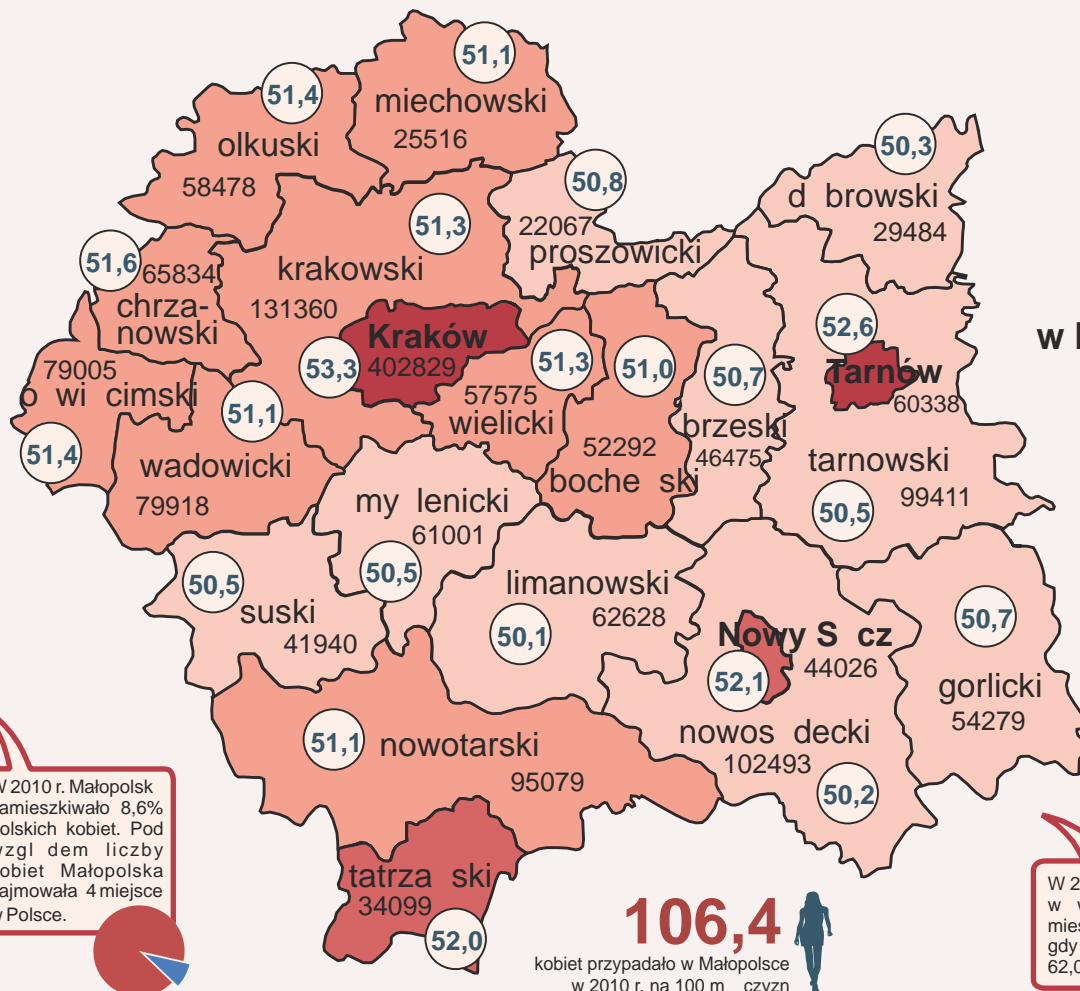 51,1
miechowski
25516
51,4
olkuski
58478
50,3
d browski
29484
50,8
22067
proszowicki
51,3
krakowski
131360
51,6
65834
chrza-
nowski
Kraków
402829
53,3
52,6
Tarnów
60338
w
79005
o wi cimski
51,4
51,1
wadowicki
79918
51,3
57575
wielicki
51,0
52292
boche ski
50,7
brzeski
46475
tarnowski
99411
50,5
my lenicki
61001
50,5
50,5
suski
41940
limanowski
62628
50,1
Nowy S cz
44026
52,1
50,7
gorlicki
54279
nowos decki
102493
50,2
51,1
nowotarski
95079
tatrza ski
34099
52,0
W 2010 r. Małopolsk
amieszkiwało 8,6%
olskich kobiet. Pod
wzgl dem liczby
obiet Małopolska
ajmowała 4 miejsce
w Polsce.
106,4
kobiet przypadało w Małopolsce
w 2010 r. na 100 m czyzn
W 2
w w
mies
gdy
62,0